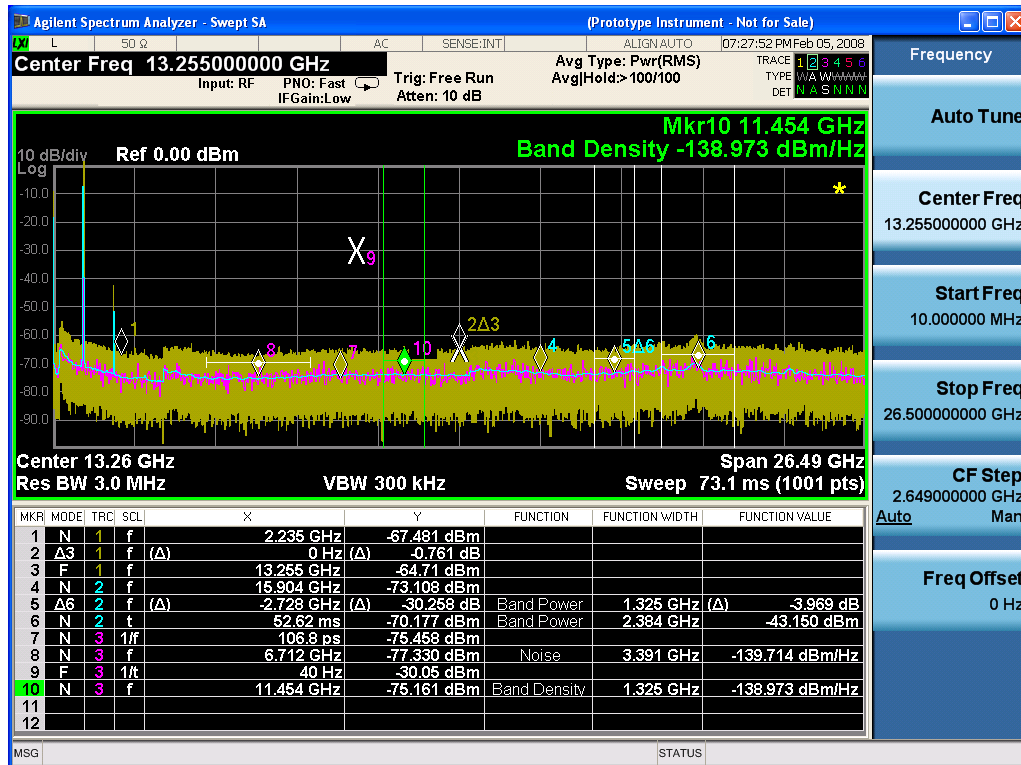 Agilent Spectrum Analyzer - Swept SA (Prototype Instrument - Not for Sale)
LXI L 50 Ω AC SENSE:INT ALIGN AUTO 07:27:52 PM Feb 05, 2008
Center Freq 13.255000000 GHz
Input: RF PNO: Fast IFGain:Low
Trig: Free Run
Atten: 10 dB
Avg Type: Pwr(RMS)
Avg|Hold:>100/100
TRACE 1 2 3 4 5 6
TYPE W A W W W W
DET N A S N N N
Mkr10 11.454 GHz
Band Density -138.973 dBm/Hz
10 dB/div Ref 0.00 dBm
Log
-10.0
-20.0
-30.0
-40.0
-50.0
-60.0
-70.0
-80.0
-90.0
1
8
7
9
10
2Δ3
4
5Δ6
6
*
Center 13.26 GHz Span 26.49 GHz
Res BW 3.0 MHz VBW 300 kHz Sweep 73.1 ms (1001 pts)
MKR MODE TRC SCL X Y FUNCTION FUNCTION WIDTH FUNCTION VALUE
1 N 1 f 2.235 GHz -67.481 dBm
2 Δ3 1 f (Δ) 0 Hz (Δ) -0.761 dB
3 F 1 f 13.255 GHz -64.71 dBm
4 N 2 f 15.904 GHz -73.108 dBm
5 Δ6 2 f (Δ) -2.728 GHz (Δ) -30.258 dB Band Power 1.325 GHz (Δ) -3.969 dB
6 N 2 t 52.62 ms -70.177 dBm Band Power 2.384 GHz -43.150 dBm
7 N 3 1/f 106.8 ps -75.458 dBm
8 N 3 f 6.712 GHz -77.330 dBm Noise 3.391 GHz -139.714 dBm/Hz
9 F 3 1/t 40 Hz -30.05 dBm
10 N 3 f 11.454 GHz -75.161 dBm Band Density 1.325 GHz -138.973 dBm/Hz
11
12
MSG STATUS
Frequency
Auto Tune
Center Freq
13.255000000 GHz
Start Freq
10.000000 MHz
Stop Freq
26.500000000 GHz
CF Step
2.649000000 GHz
Auto Man
Freq Offset
0 Hz